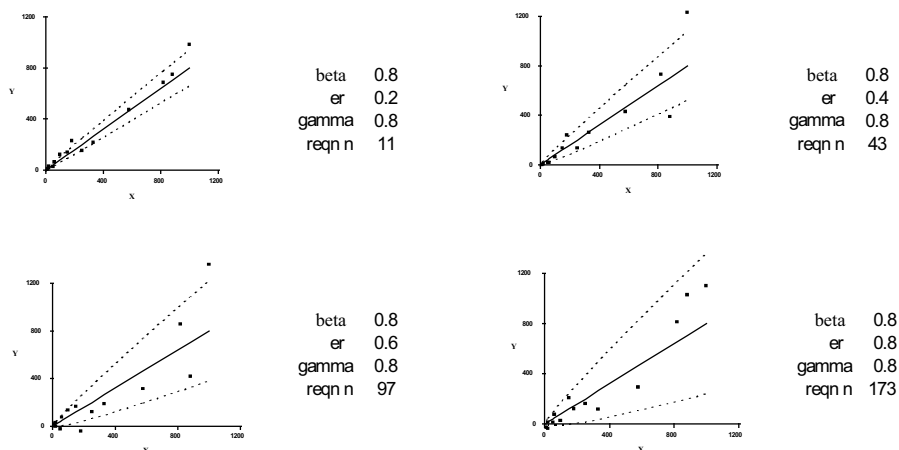 1200
800
Y
400
0
0 400 800 1200
X
beta 0.8
er 0.2
gamma 0.8
reqn n 11
1200
800
Y
400
0
0 400 800 1200
X
beta 0.8
er 0.4
gamma 0.8
reqn n 43
1200
800
Y
400
0
0 400 800 1200
X
beta 0.8
er 0.6
gamma 0.8
reqn n 97
1200
800
Y
400
0
0 400 800 1200
X
beta 0.8
er 0.8
gamma 0.8
reqn n 173